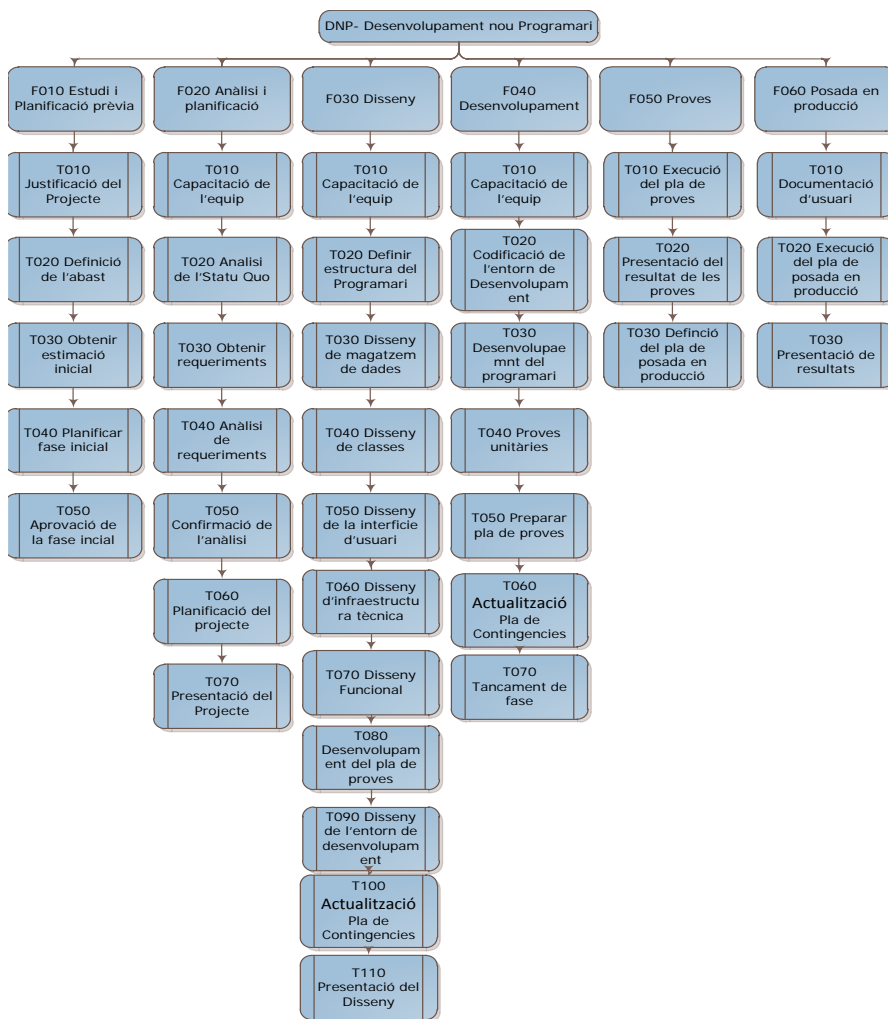 DNP- Desenvolupament nou Programari
F010 Estudi i
Planificació prèvia
T010
Justificació del
Projecte
T020 Definició
de l'abast
T030 Obtenir
estimació
inicial
T040 Planificar
fase inicial
T050
Aprovació de
la fase incial
F020 Anàlisi i
planificació
T010
Capacitació de
l'equip
T020 Analisi
de l'Statu Quo
T030 Obtenir
requeriments
T040 Anàlisi
de
requeriments
T050
Confirmació de
l'anàlisi
T060
Planificació del
projecte
T070
Presentació del
Projecte
F030 Disseny
T010
Capacitació de
l'equip
T020 Definir
estructura del
Programari
T030 Disseny
de magatzem
de dades
T040 Disseny
de classes
T050 Disseny
de la interficie
d'usuari
T060 Disseny
d'infraestructu
ra tècnica
T070 Disseny
Funcional
T080
Desenvolupam
ent del pla de
proves
T090 Disseny
de l'entorn de
desenvolupam
ent
T100
Actualització
Pla de
Contingencies
T110
Presentació del
Disseny
F040
Desenvolupament
T010
Capacitació de
l'equip
T020
Codificació de
l'entorn de
Desenvolupam
ent
T030
Desenvolupae
mnt del
programari
T040 Proves
unitàries
T050 Preparar
pla de proves
T060
Actualització
Pla de
Contingencies
T070
Tancament de
fase
F050 Proves
T010 Execució
del pla de
proves
T020
Presentació del
resultat de les
proves
T030 Definció
del pla de
posada en
producció
F060 Posada en
producció
T010
Documentació
d'usuari
T020 Execució
del pla de
posada en
producció
T030
Presentació de
resultats